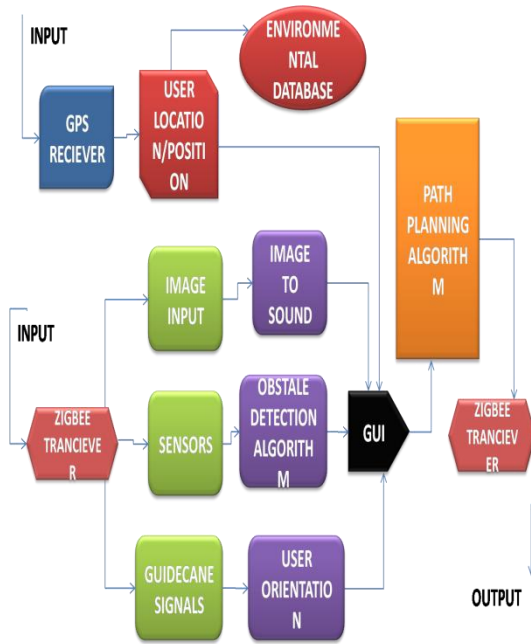 INPUT
ENVIRONME
NTAL
DATABASE
GPS
RECIEVER
USER
LOCATIO
N/POSITI
ON
PATH
PLANNING
ALGORITH
M
IMAGE
INPUT
IMAGE
TO
SOUND
INPUT
ZIGBEE
TRANCIEVE
R
SENSORS
OBSTALE
DETECTION
ALGORITH
M
GUI
ZIGBEE
TRANCIEV
ER
GUIDECANE
SIGNALS
USER
ORIENTATIO
N
OUTPUT